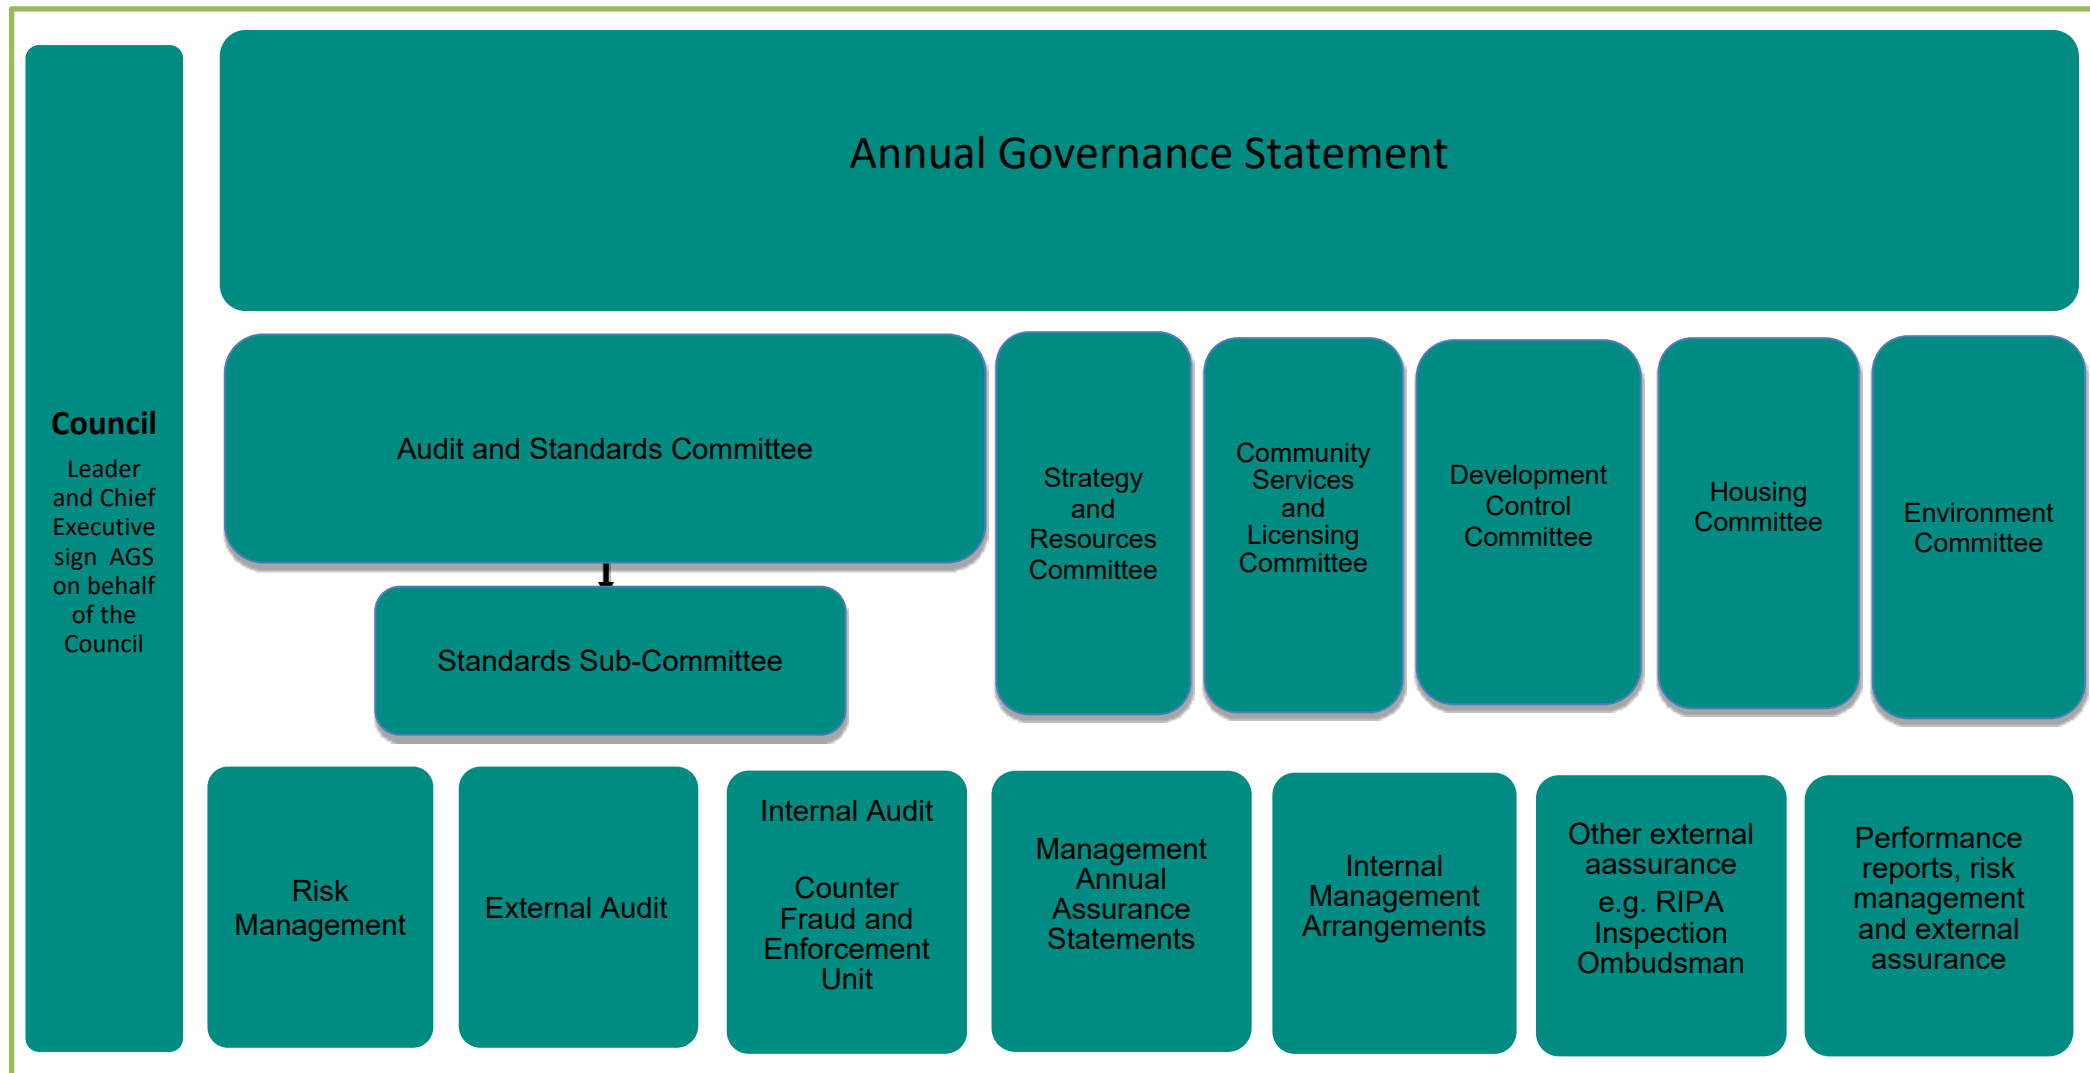 Annual Governance Statement
Council
Leader
and Chief
Executive
sign AGS
on behalf
of the
Council
Audit and Standards Committee
Standards Sub-Committee
Strategy
and
Resources
Committee
Community
Services
and
Licensing
Committee
Development
Control
Committee
Housing
Committee
Environment
Committee
Risk
Management
External Audit
Internal Audit
Counter
Fraud and
Enforcement
Unit
Management
Annual
Assurance
Statements
Internal
Management
Arrangements
Other external
aassurance
e.g. RIPA
Inspection
Ombudsman
Performance
reports, risk
management
and external
assurance